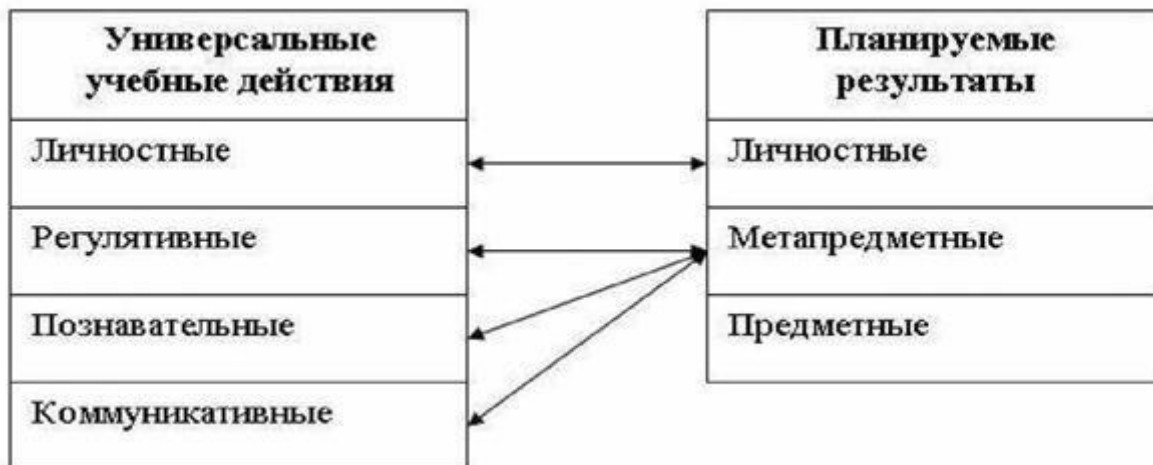 Универсальные
учебные действия
Личностные
Регулятивные
Познавательные
Коммуникативные
Планируемые
результаты
Личностные
Метапредметные
Предметные